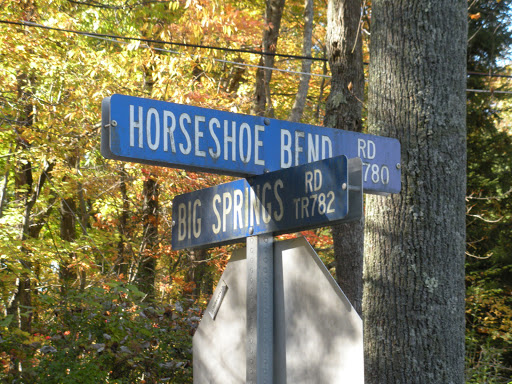 HORSESHOE BEND RD
780
BIG SPRINGS RD
TR782